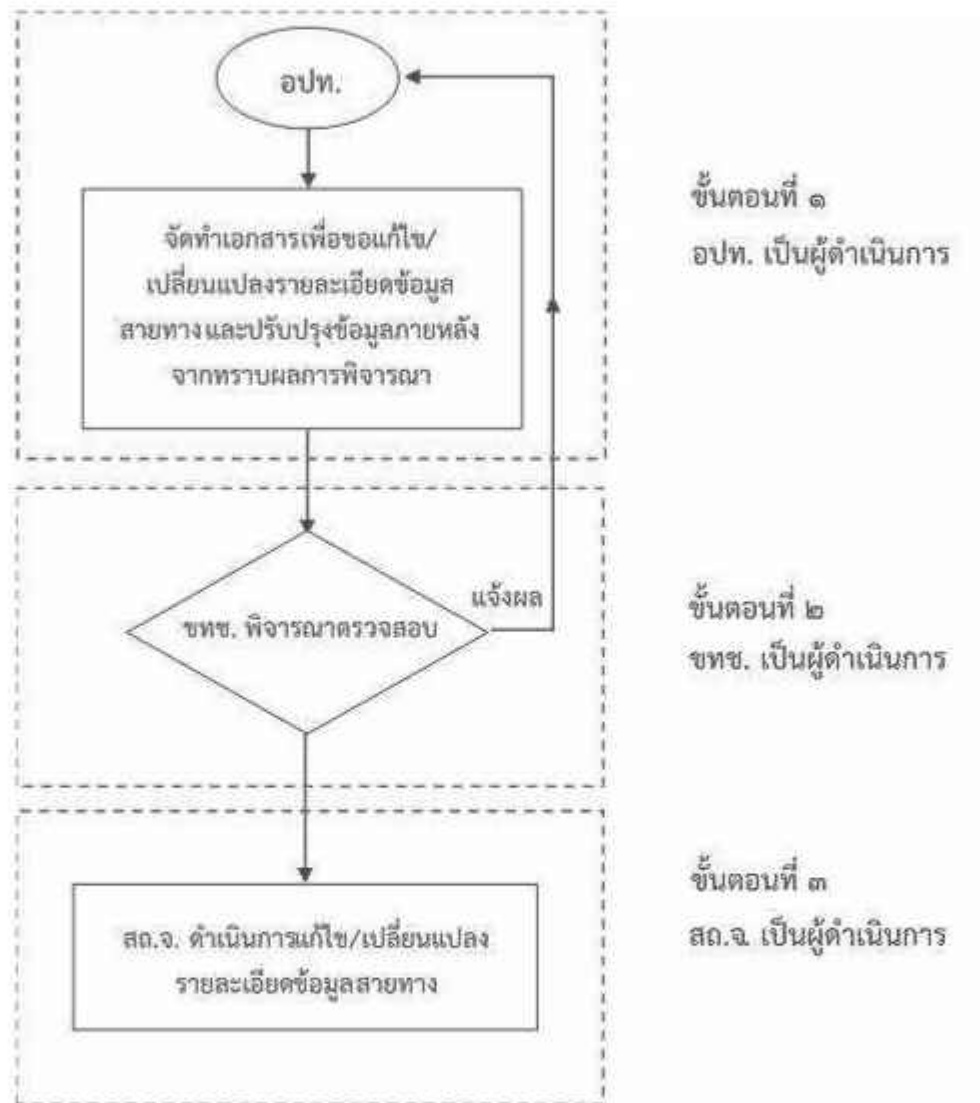 อปท.
จัดทำเอกสารเพื่อขอแก้ไข/
เปลี่ยนแปลงรายละเอียดข้อมูล
สายทางและปรับปรุงข้อมูลภายหลัง
จากทราบผลการพิจารณา
ขั้นตอนที่ ๑
อปท. เป็นผู้ดำเนินการ
ขทช. พิจารณาตรวจสอบ
แจ้งผล
ขั้นตอนที่ ๒
ขทช. เป็นผู้ดำเนินการ
สถ.จ. ดำเนินการแก้ไข/เปลี่ยนแปลง
รายละเอียดข้อมูลสายทาง
ขั้นตอนที่ ๓
สถ.จ. เป็นผู้ดำเนินการ